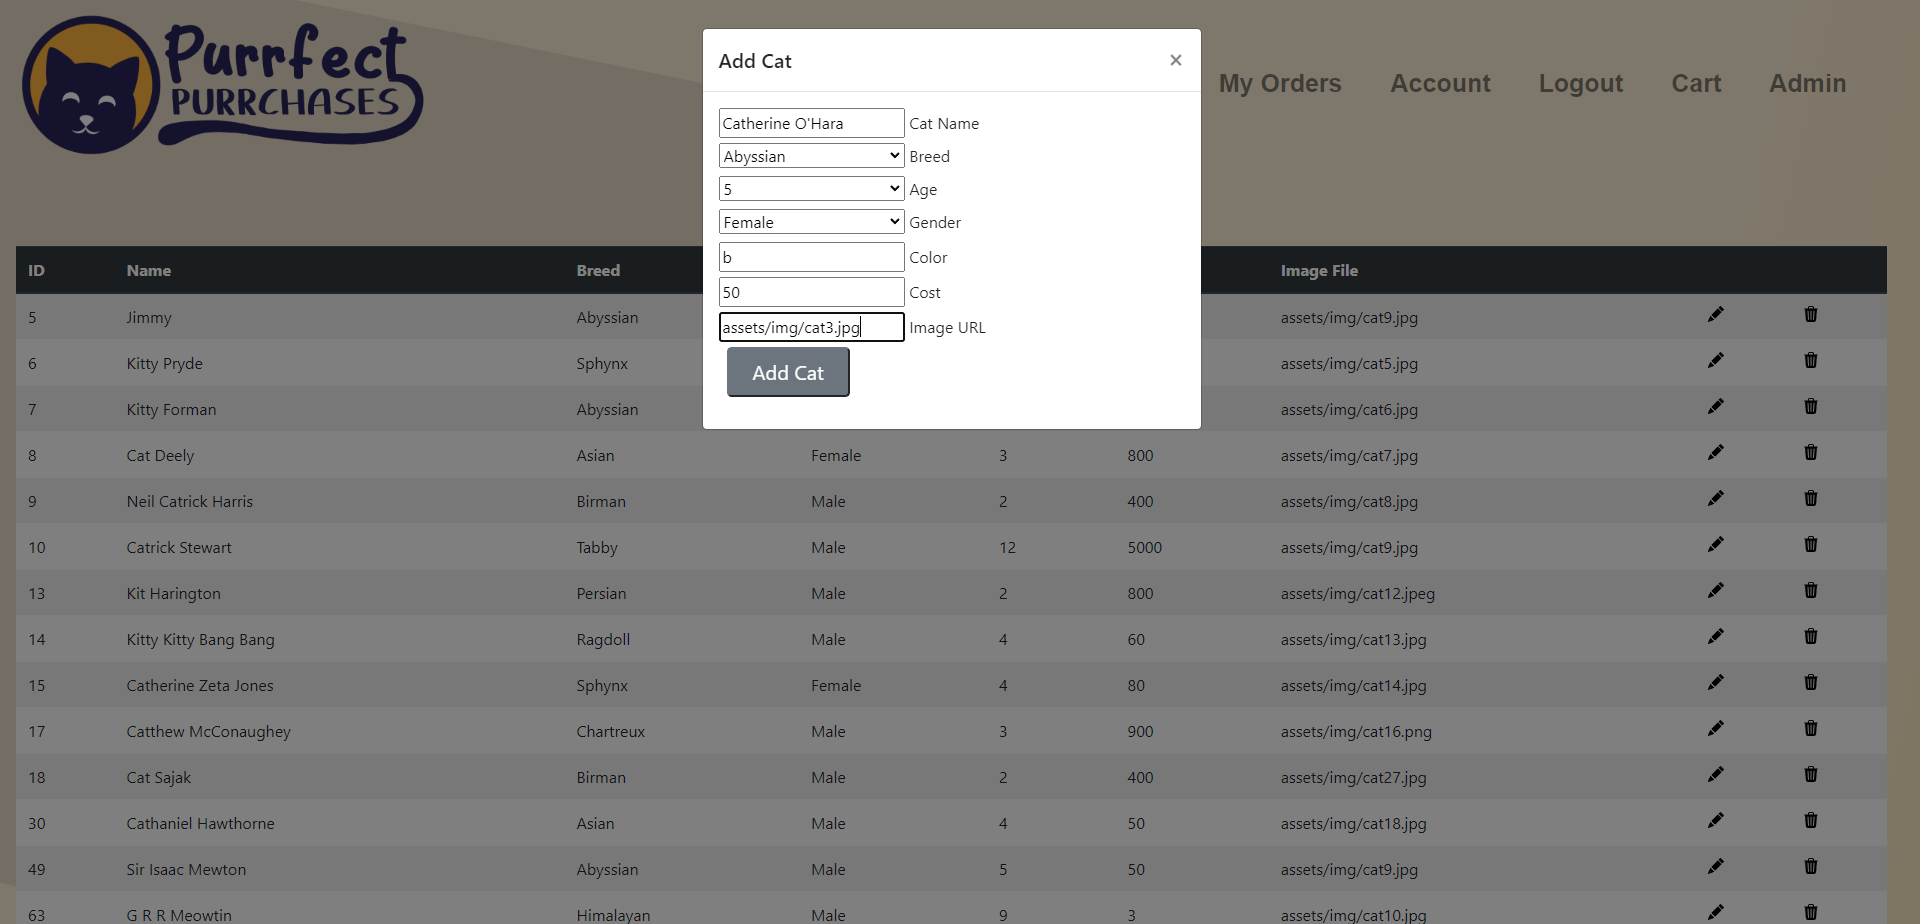 Purrfect
PURRCHASES
My Orders Account Logout Cart Admin
Add Cat ×
Catherine O'Hara Cat Name
Abyssian Breed
5 Age
Female Gender
b Color
50 Cost
assets/img/cat3.jpg Image URL
Add Cat
ID Name Breed Image File
5 Jimmy Abyssian assets/img/cat9.jpg
6 Kitty Pryde Sphynx assets/img/cat5.jpg
7 Kitty Forman Abyssian assets/img/cat6.jpg
8 Cat Deely Asian Female 3 800 assets/img/cat7.jpg
9 Neil Catrick Harris Birman Male 2 400 assets/img/cat8.jpg
10 Catrick Stewart Tabby Male 12 5000 assets/img/cat9.jpg
13 Kit Harington Persian Male 2 800 assets/img/cat12.jpeg
14 Kitty Kitty Bang Bang Ragdoll Male 4 60 assets/img/cat13.jpg
15 Catherine Zeta Jones Sphynx Female 4 80 assets/img/cat14.jpg
17 Catthew McConaughey Chartreux Male 3 900 assets/img/cat16.png
18 Cat Sajak Birman Male 2 400 assets/img/cat27.jpg
30 Cathaniel Hawthorne Asian Male 4 50 assets/img/cat18.jpg
49 Sir Isaac Mewton Abyssian Male 5 50 assets/img/cat9.jpg
63 G R R Meowtin Himalayan Male 9 3 assets/img/cat10.jpg